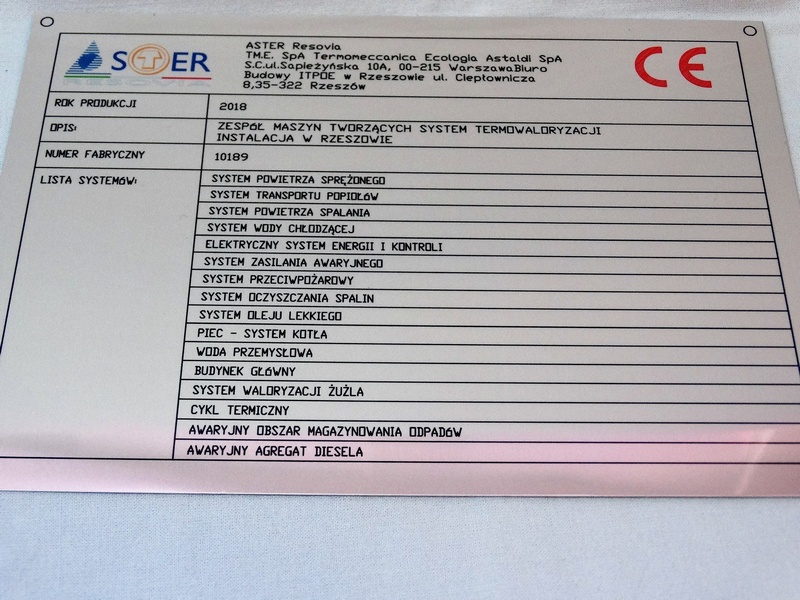 ASTER
RESOVIA
ASTER Resovia
TM.E. SpA Termomeccanica Ecologia Astaldi SpA
S.C.ul.Sapieżyńska 10A, 00-215 WarszawaBiuro
Budowy ITPOE w Rzeszowie ul. Ciepłownicza
8,35-322 Rzeszów
CE
ROK PRODUKCJI 2018
OPIS: ZESPÓŁ MASZYN TWORZĄCYCH SYSTEM TERMOWALORYZACJI
INSTALACJA W RZESZOWIE
NUMER FABRYCZNY 10189
LISTA SYSTEMÓW: SYSTEM POWIETRZA SPRĘŻONEGO
SYSTEM TRANSPORTU POPIOŁÓW
SYSTEM POWIETRZA SPALANIA
SYSTEM WODY CHŁODZĄCEJ
ELEKTRYCZNY SYSTEM ENERGII I KONTROLI
SYSTEM ZASILANIA AWARYJNEGO
SYSTEM PRZECIWPOŻAROWY
SYSTEM OCZYSZCZANIA SPALIN
SYSTEM OLEJU LEKKIEGO
PIEC - SYSTEM KOTŁA
WODA PRZEMYSŁOWA
BUDYNEK GŁÓWNY
SYSTEM WALORYZACJI ŻUŻLA
CYKL TERMICZNY
AWARYJNY OBSZAR MAGAZYNOWANIA ODPADÓW
AWARYJNY AGREGAT DIESELA